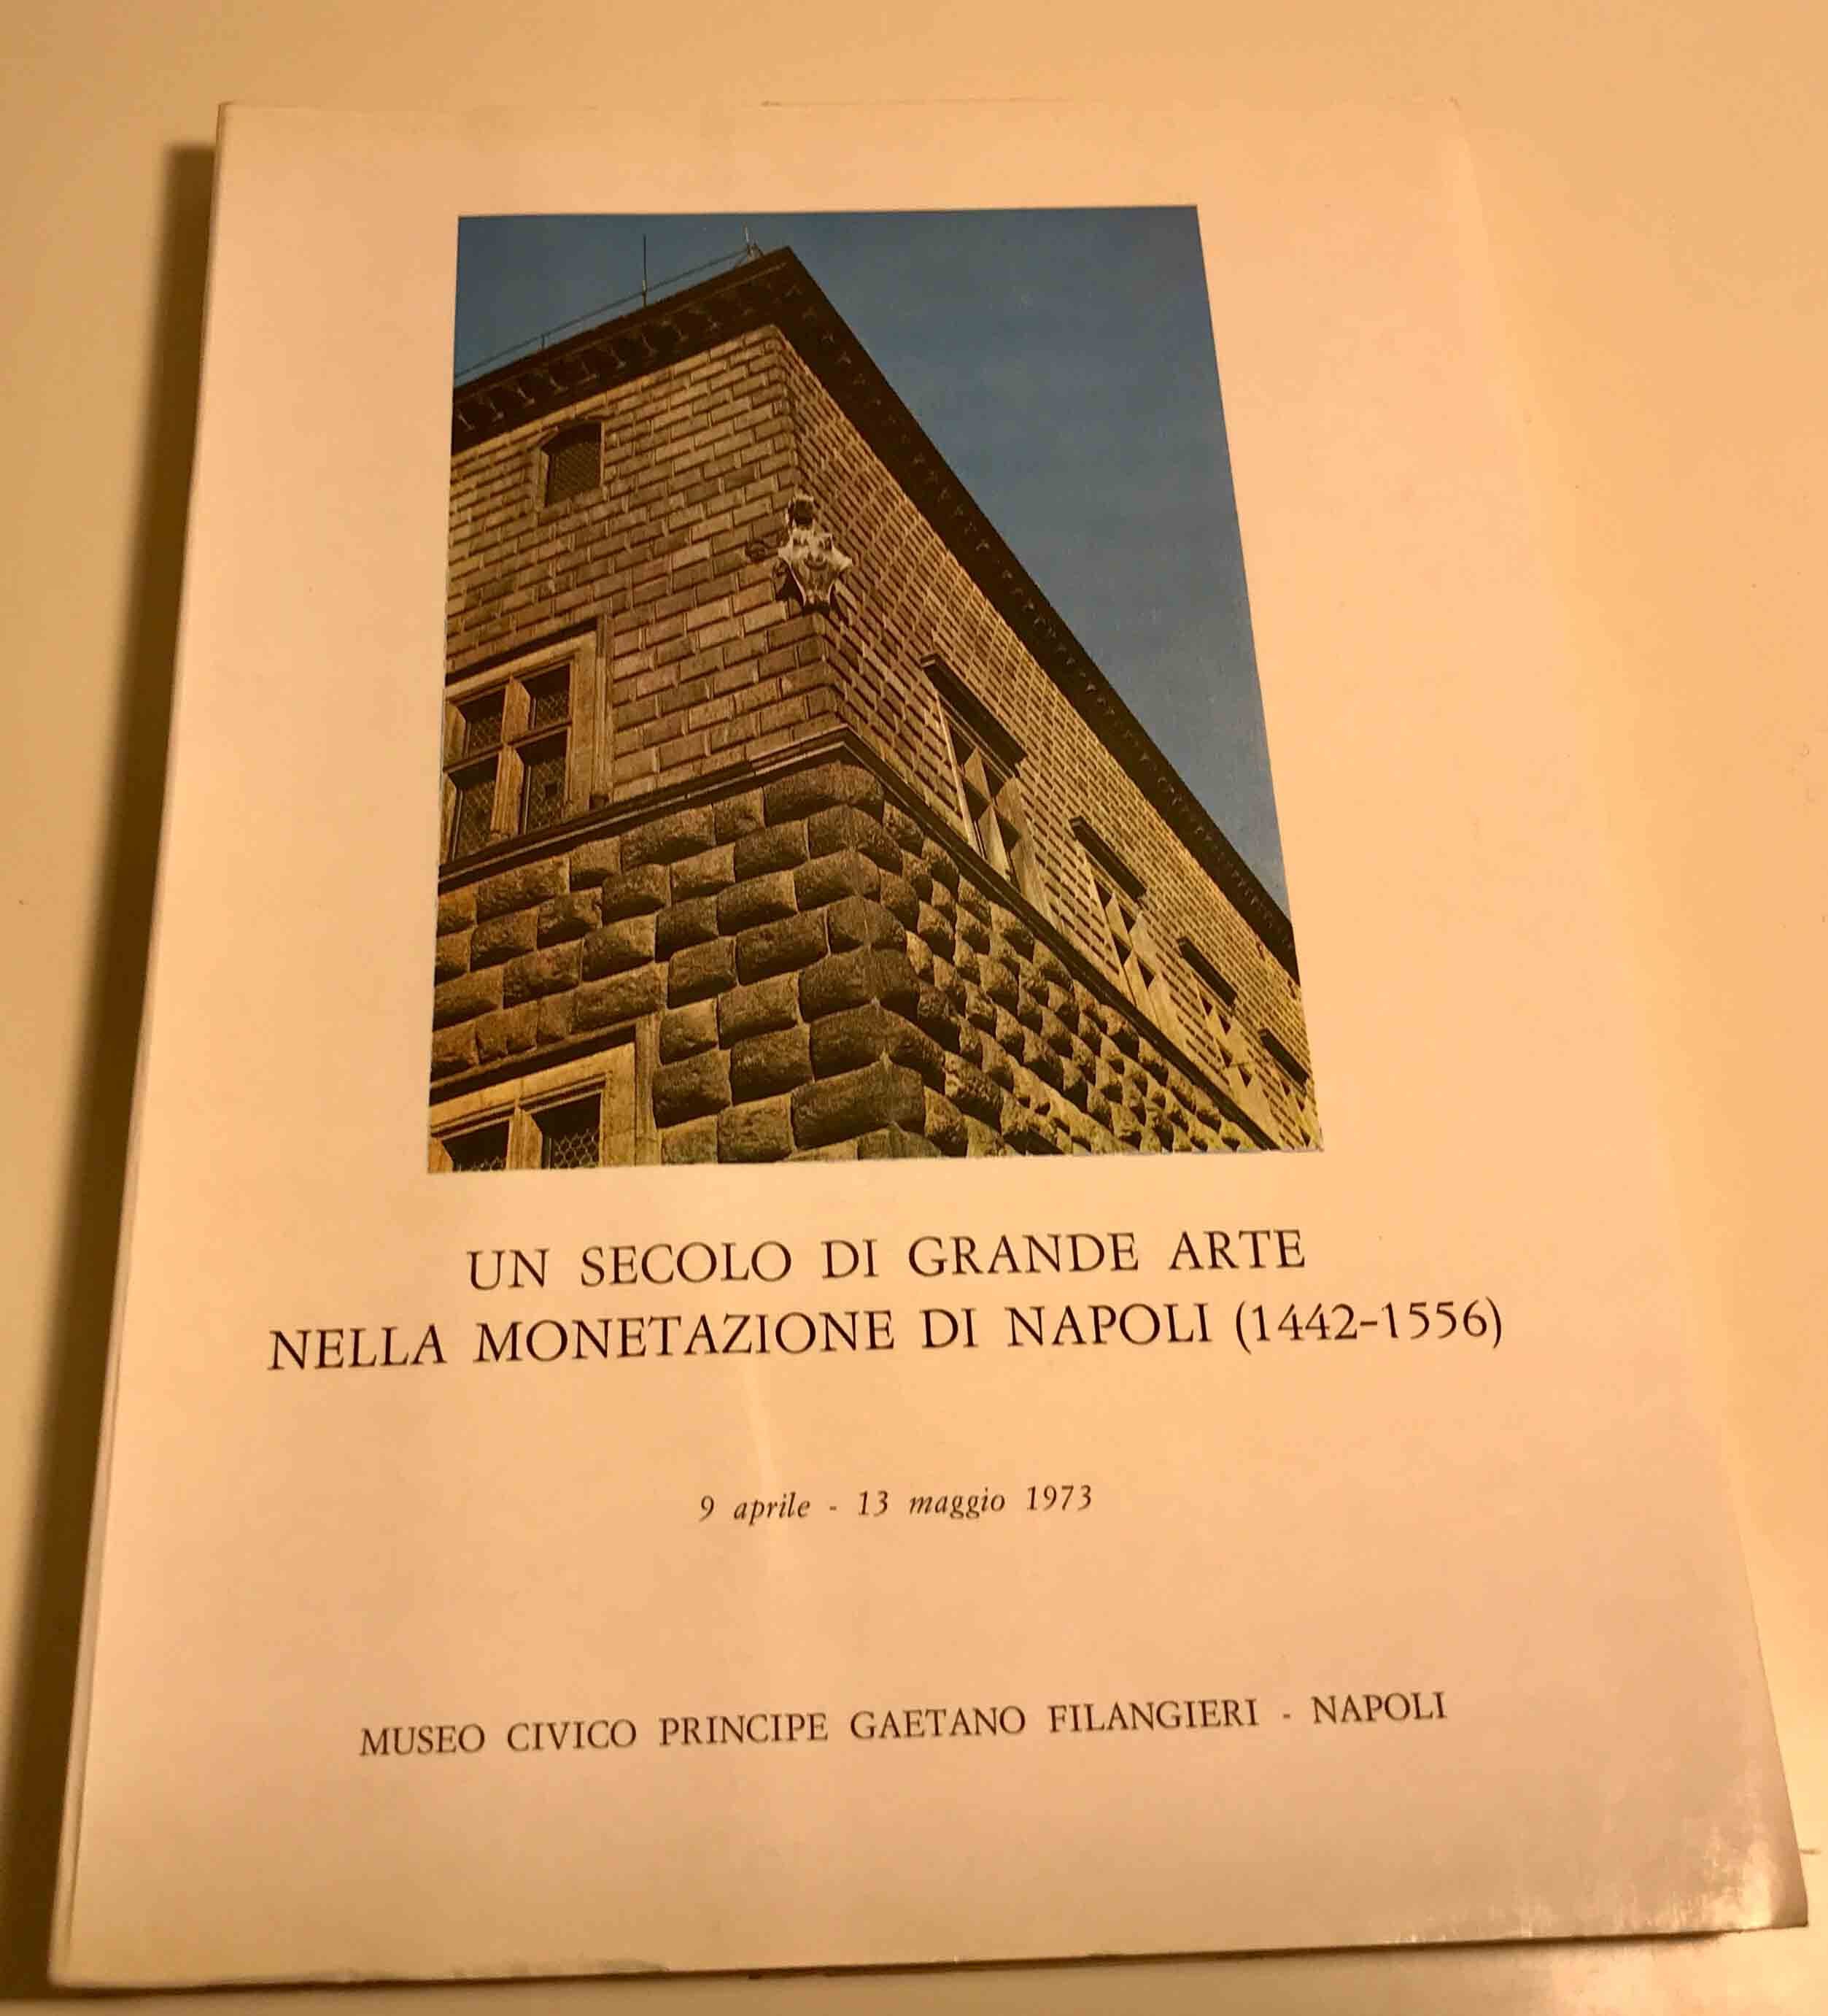 UN SECOLO DI GRANDE ARTE
NELLA MONETAZIONE DI NAPOLI (1442-1556)
9 aprile - 13 maggio 1973
MUSEO CIVICO PRINCIPE GAETANO FILANGIERI - NAPOLI